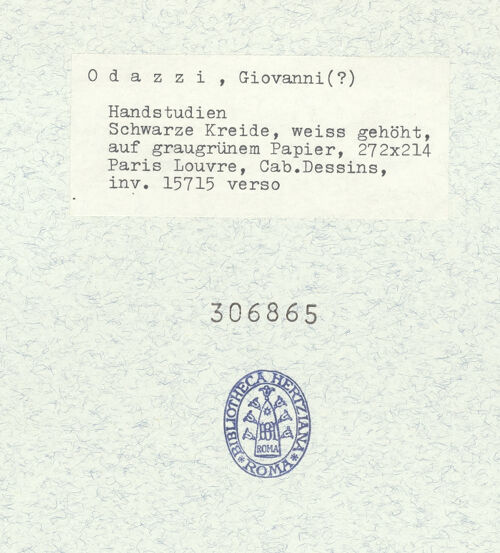 O d a z z i , Giovanni(?)
Handstudien
Schwarze Kreide, weiss gehöht,
auf graugrünem Papier, 272x214
Paris Louvre, Cab.Dessins,
inv. 15715 verso
306865
BIBLIOTHECA HERTZIANA
ROMA
*ROMA*